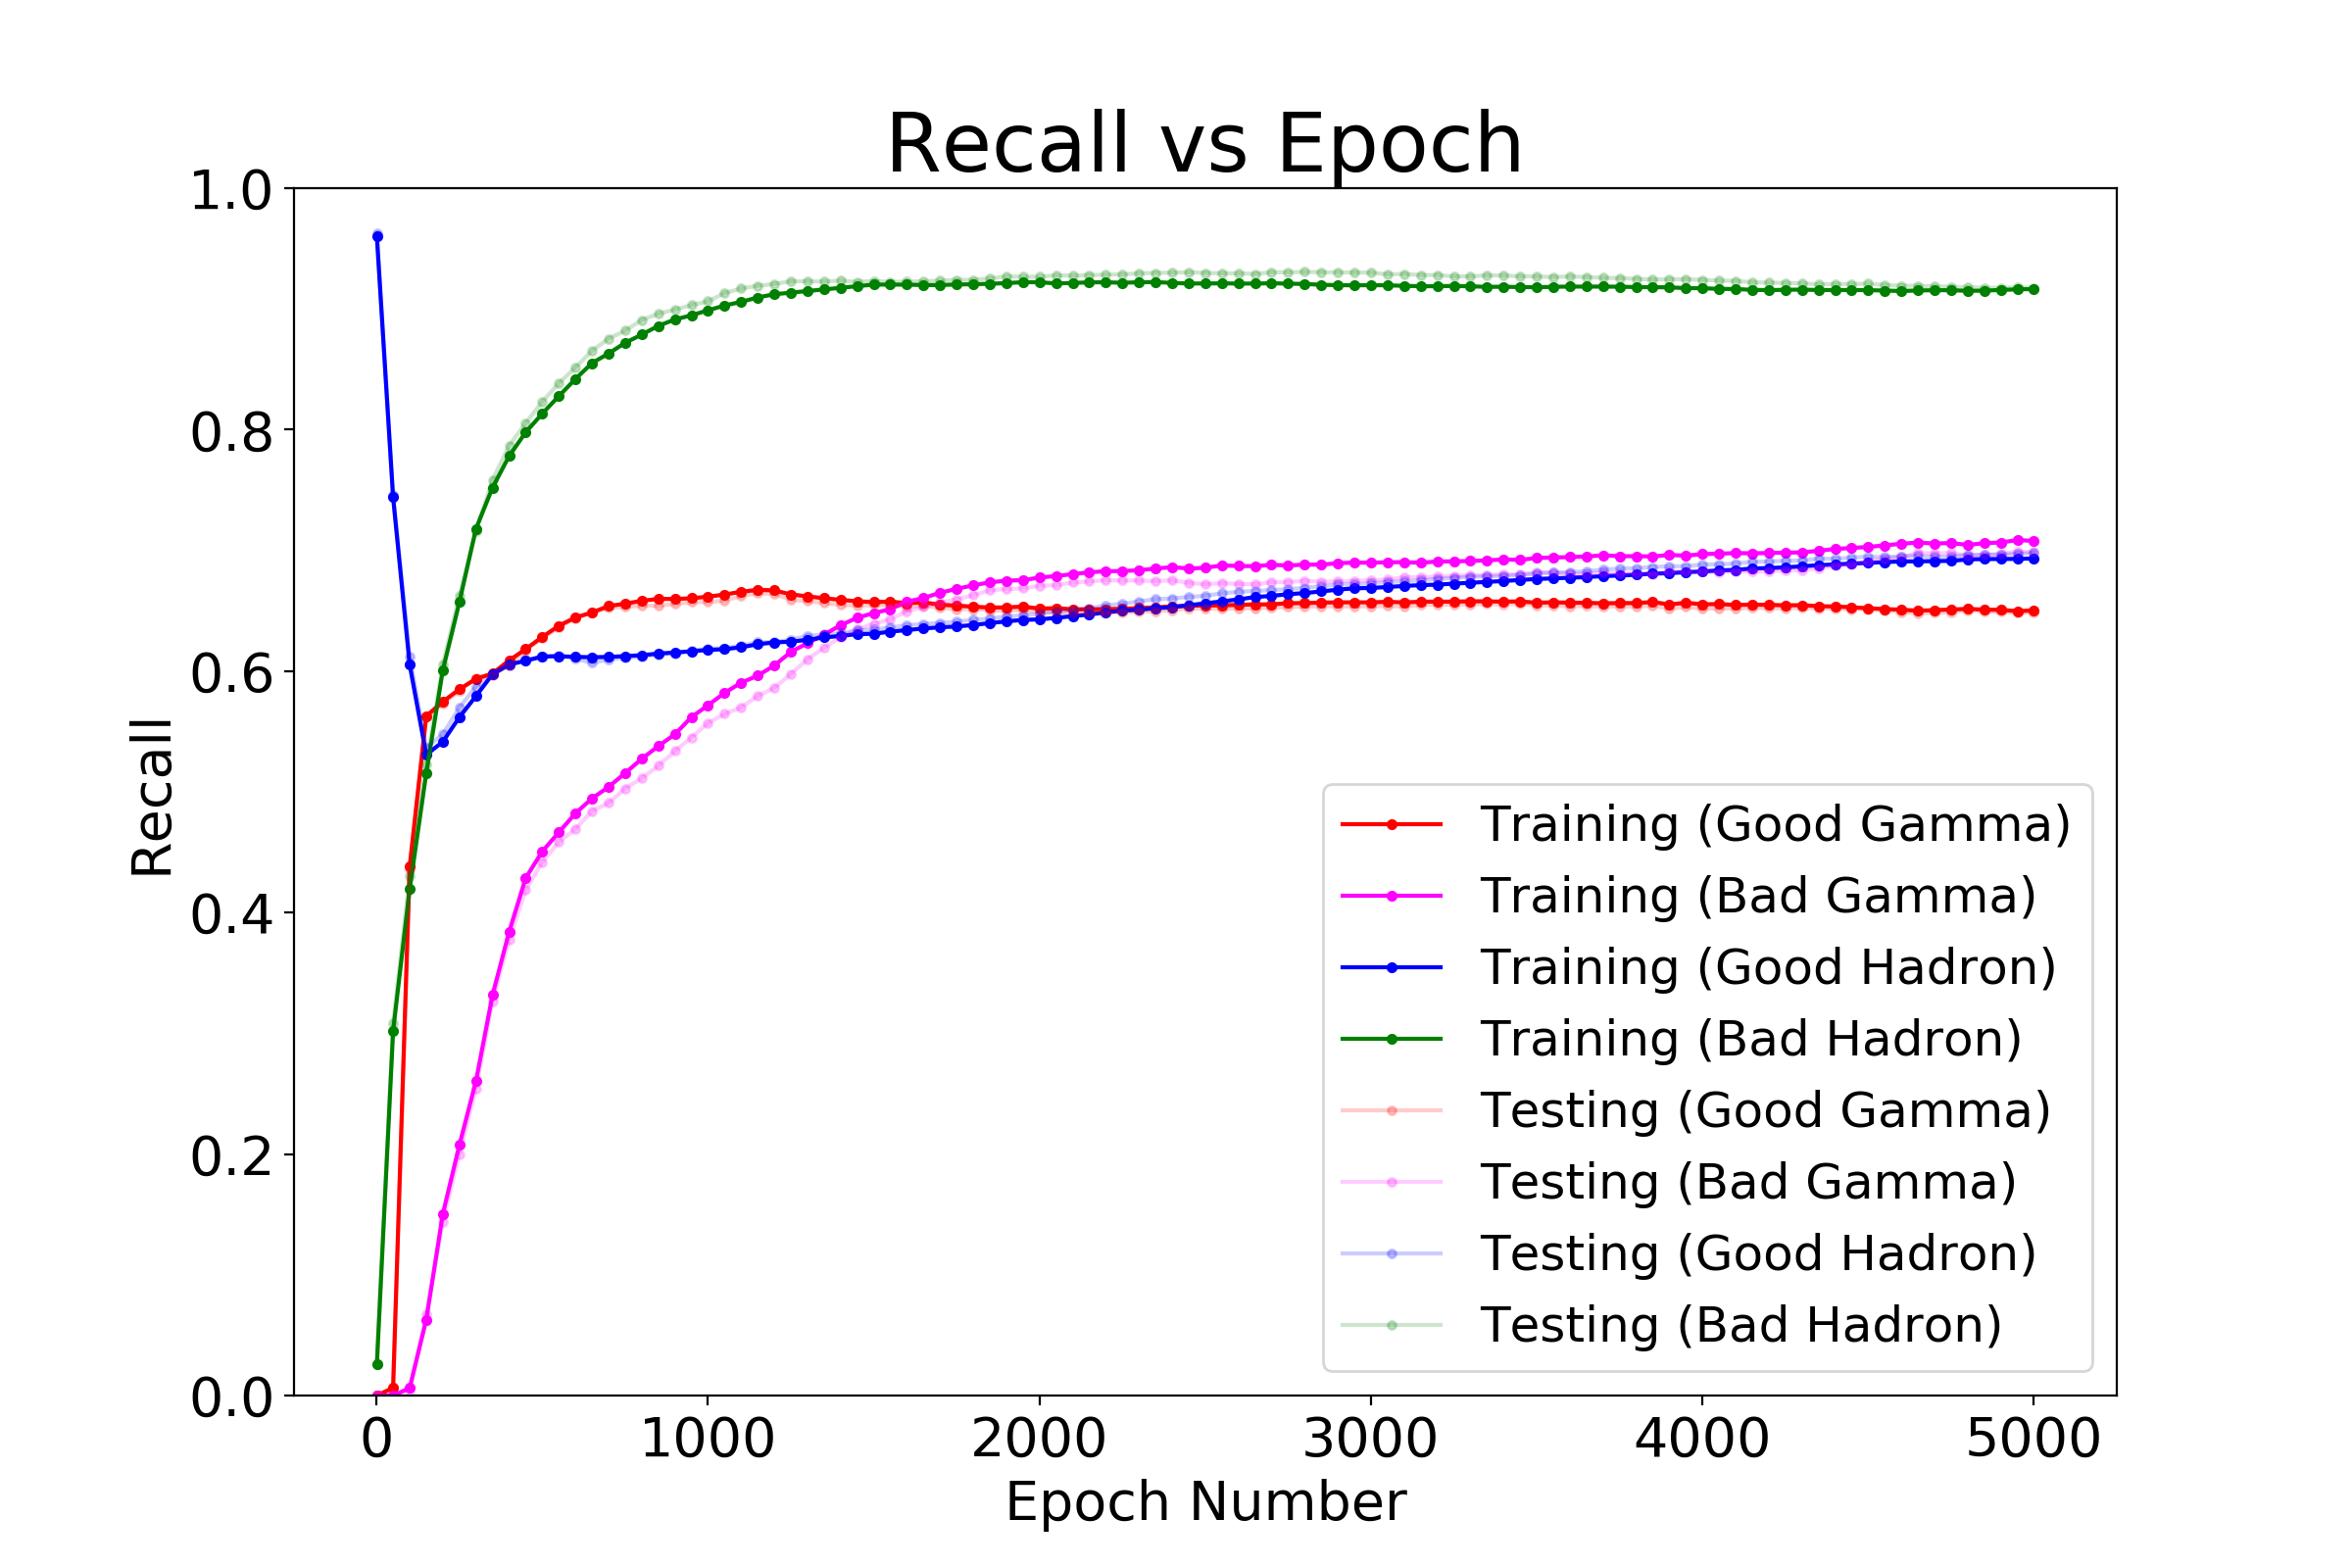 Recall vs Epoch
1.0
0.8
0.6
0.4
0.2
0.0
Recall
Training (Good Gamma)
Training (Bad Gamma)
Training (Good Hadron)
Training (Bad Hadron)
Testing (Good Gamma)
Testing (Bad Gamma)
Testing (Good Hadron)
Testing (Bad Hadron)
0 1000 2000 3000 4000 5000
Epoch Number